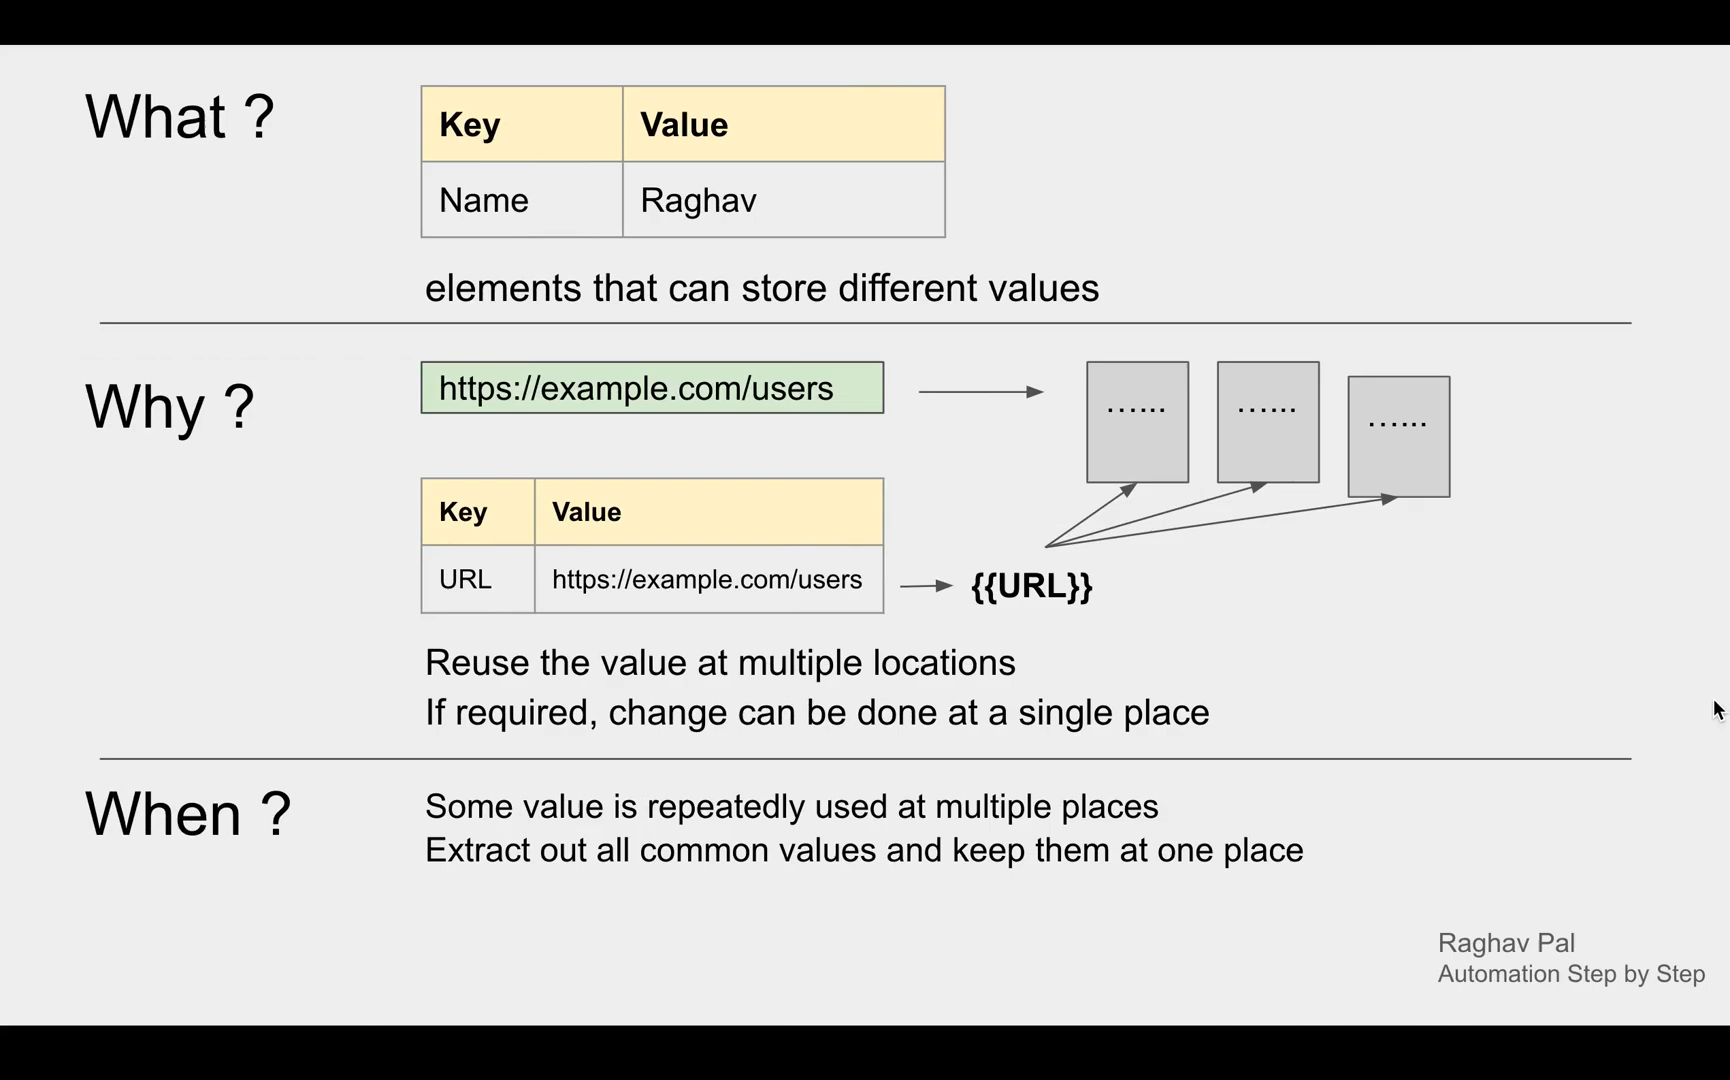 What ?
Key Value
Name Raghav
elements that can store different values
Why ?
https://example.com/users
...... ...... ......
Key Value
URL https://example.com/users
{{URL}}
Reuse the value at multiple locations
If required, change can be done at a single place
When ?
Some value is repeatedly used at multiple places
Extract out all common values and keep them at one place
Raghav Pal
Automation Step by Step